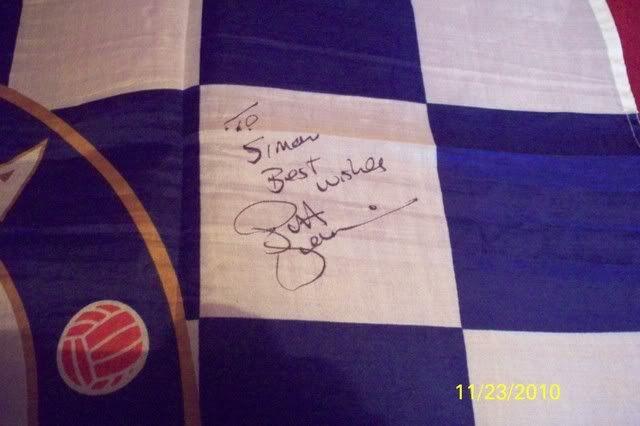 To
Simon
Best
wishes
11/23/2010